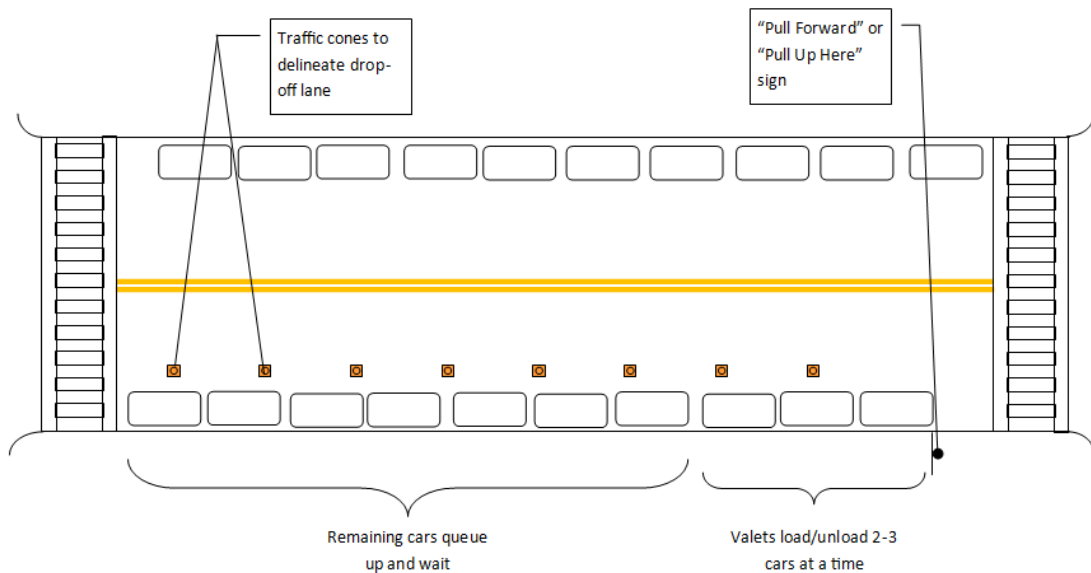 Traffic cones to
delineate drop-
off lane
“Pull Forward” or
“Pull Up Here”
sign
Remaining cars queue
up and wait
Valets load/unload 2-3
cars at a time